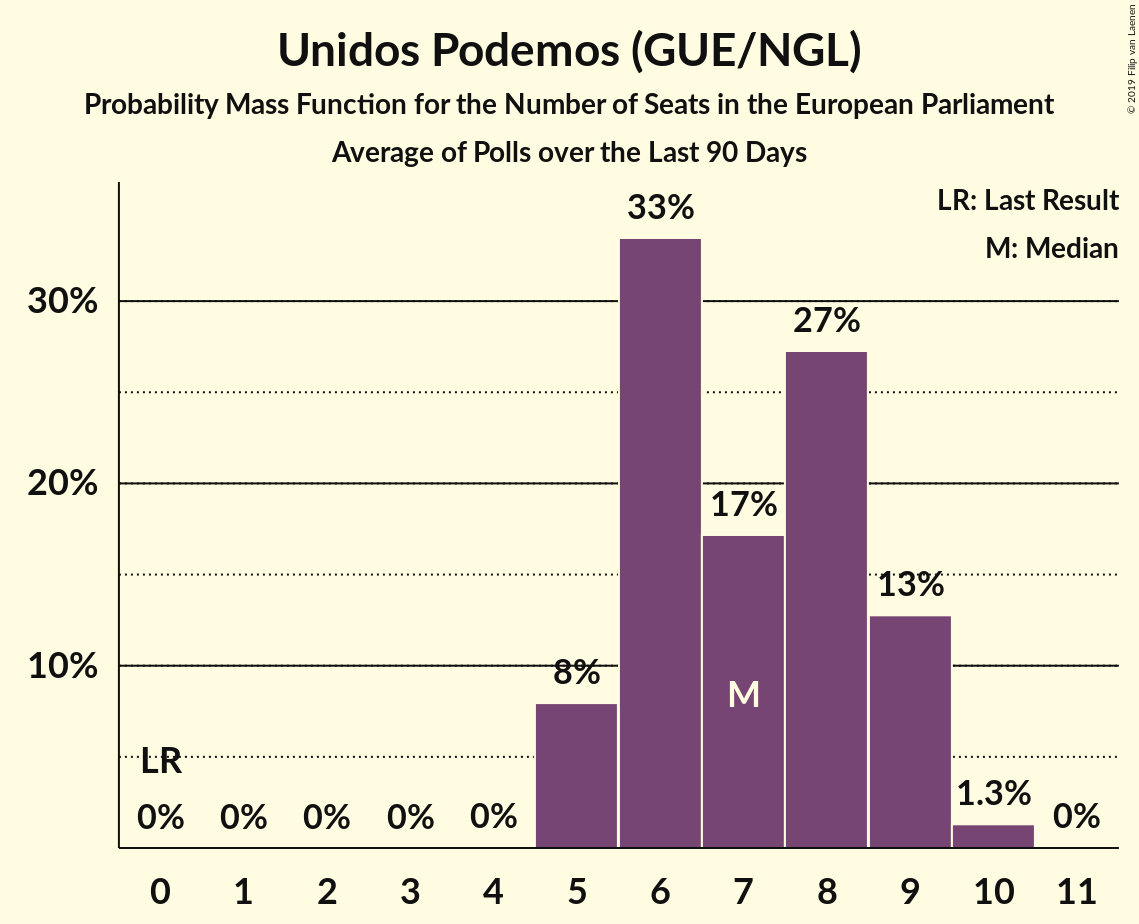 Unidos Podemos (GUE/NGL)
Probability Mass Function for the Number of Seats in the European Parliament
Average of Polls over the Last 90 Days
© 2019 Filip van Laenen
LR: Last Result
M: Median
33%
30%
27%
20%
17%
13%
10%
8%
M
LR
0%
0%
0%
0%
0%
1.3%
0%
0 1 2 3 4 5 6 7 8 9 10 11